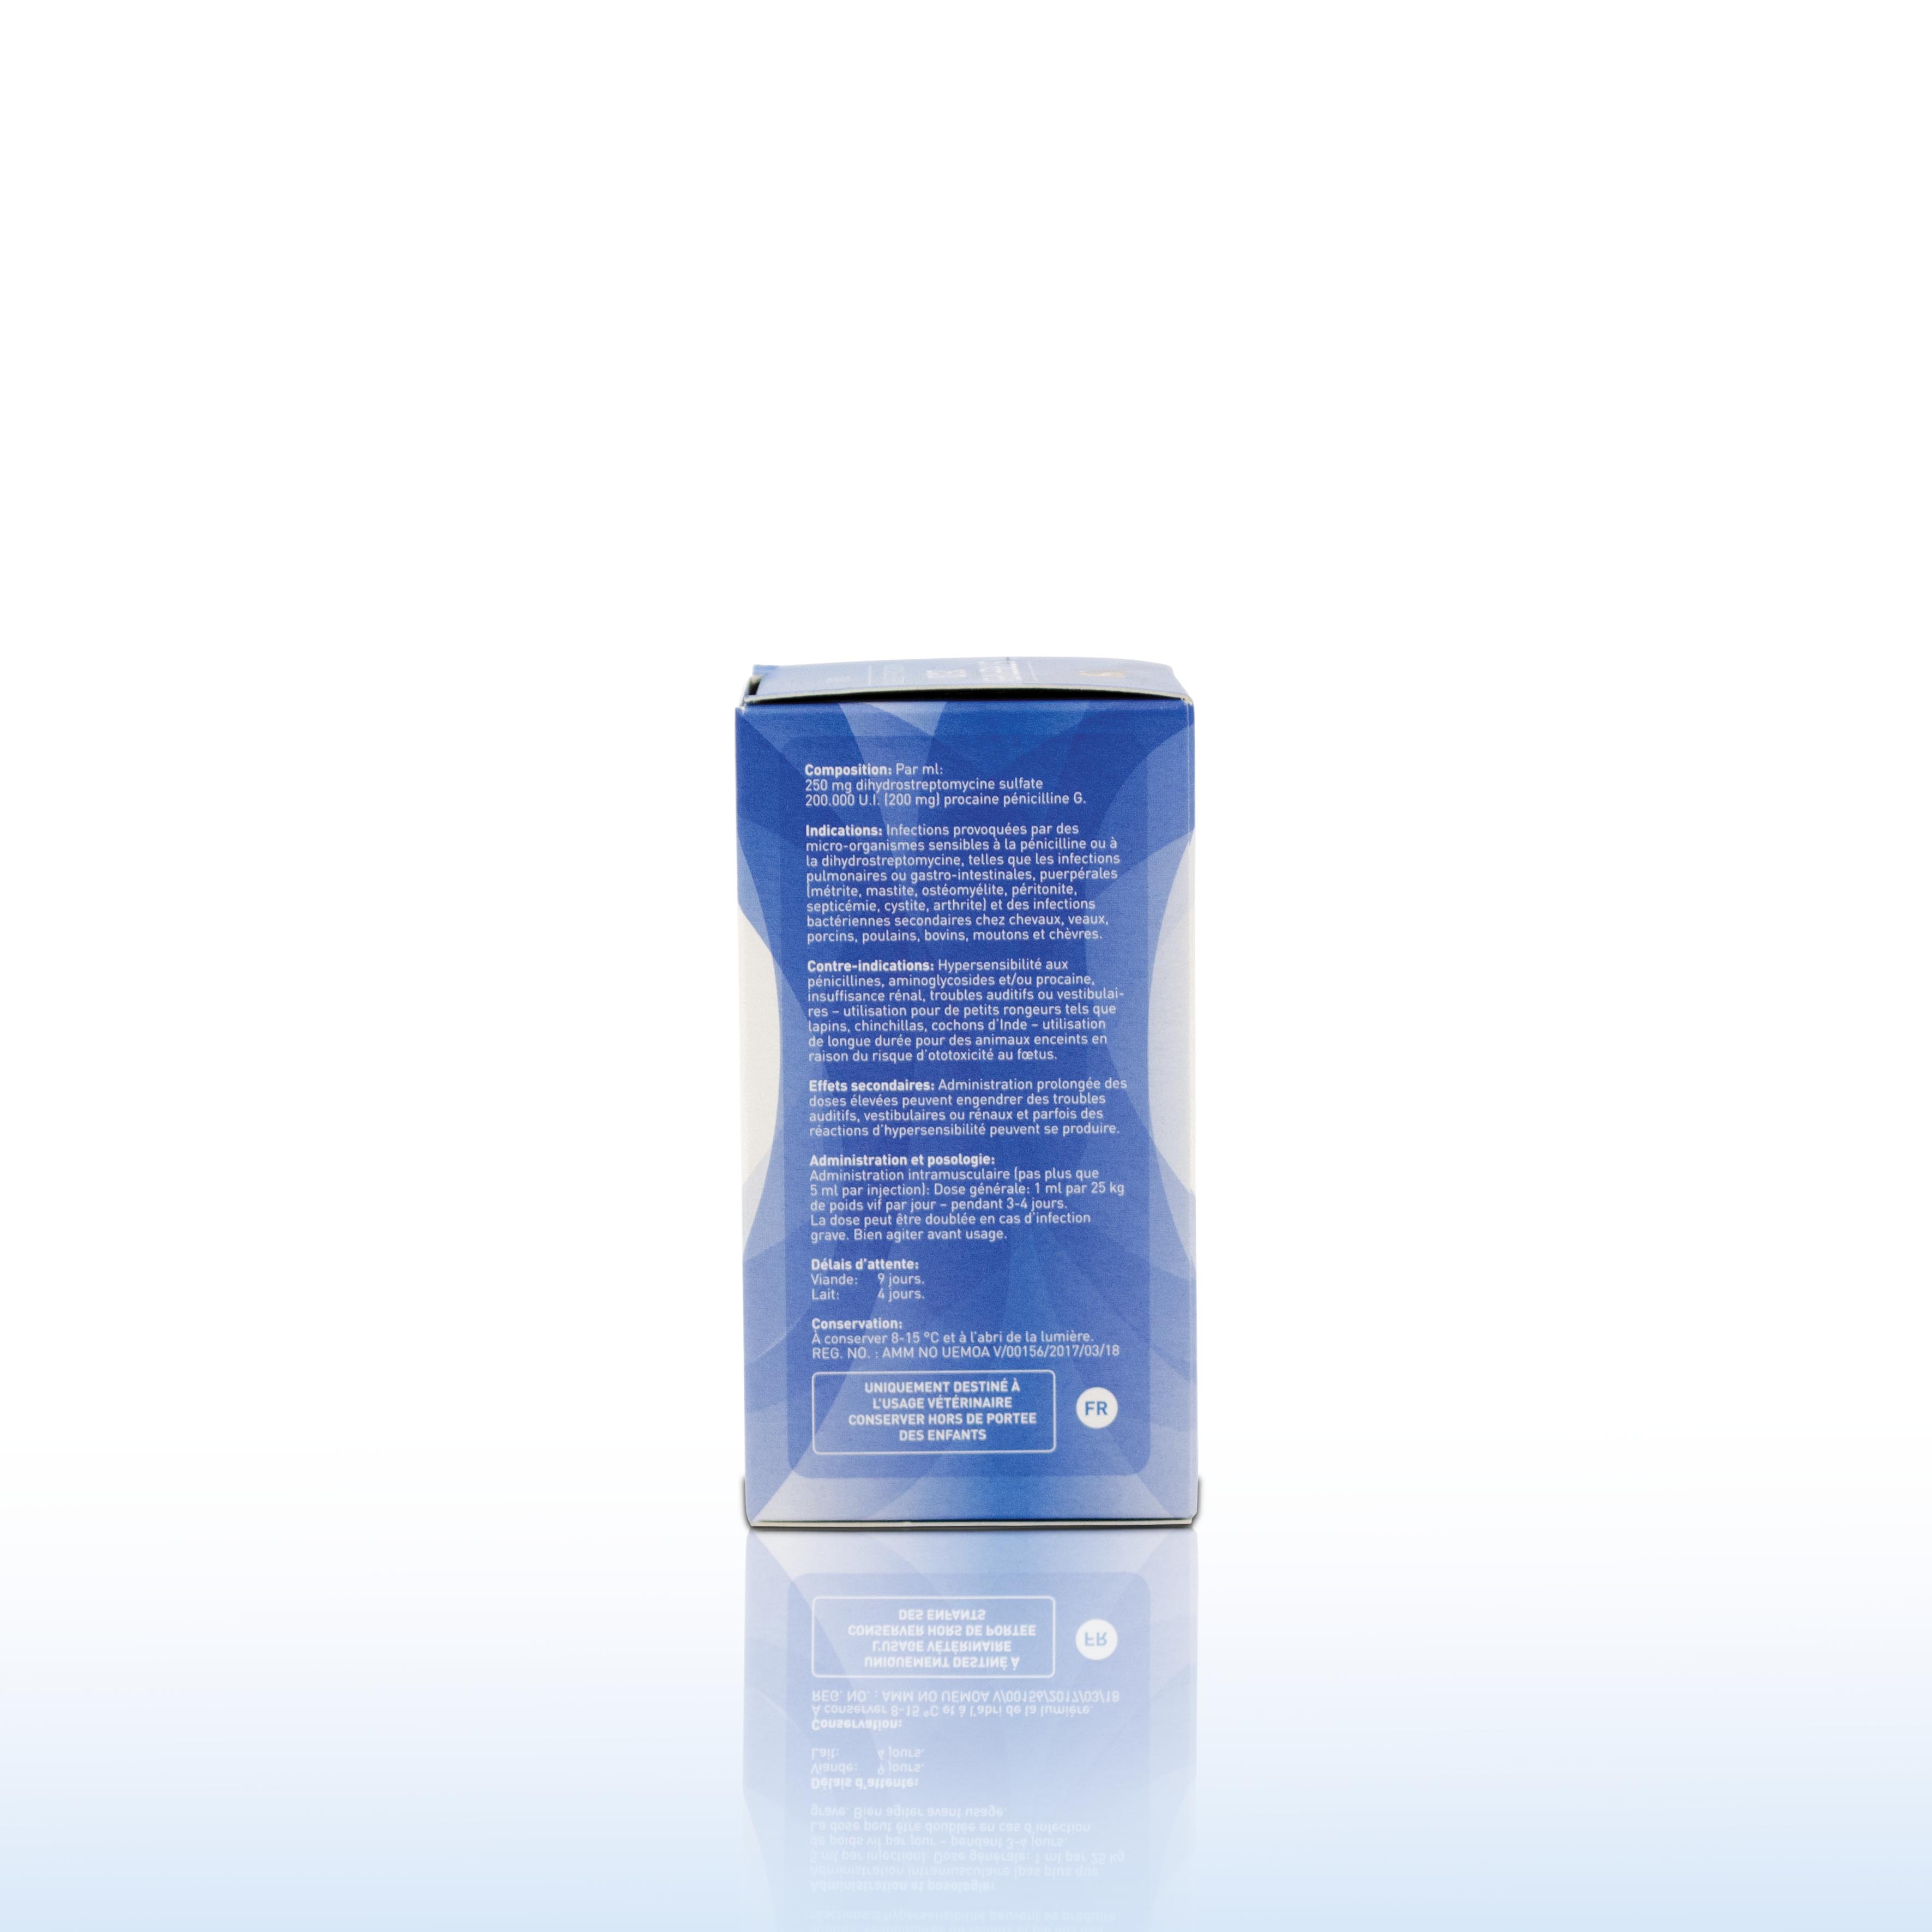 Composition: Par ml:
250 mg dihydrostreptomycine sulfate
200.000 U.I. (200 mg) procaine pénicilline G.
Indications: Infections provoquées par des
micro-organismes sensibles à la pénicilline ou à
la dihydrostreptomycine, telles que les infections
pulmonaires ou gastro-intestinales, puerpérales
(métrite, mastite, ostéomyélite, péritonite,
septicémie, cystite, arthrite) et des infections
bactériennes secondaires chez chevaux, veaux,
porcins, poulains, bovins, moutons et chèvres.
Contre-indications: Hypersensibilité aux
pénicillines, aminoglycosides et/ou procaine,
insuffisance rénal, troubles auditifs ou vestibulai-
res – utilisation pour de petits rongeurs tels que
lapins, chinchillas, cochons d'Inde – utilisation
de longue durée pour des animaux enceints en
raison du risque d'ototoxicité au fœtus.
Effets secondaires: Administration prolongée des
doses élevées peuvent engendrer des troubles
auditifs, vestibulaires ou rénaux et parfois des
réactions d'hypersensibilité peuvent se produire.
Administration et posologie:
Administration intramusculaire (pas plus que
5 ml par injection): Dose générale: 1 ml par 25 kg
de poids vif par jour – pendant 3-4 jours.
La dose peut être doublée en cas d'infection
grave. Bien agiter avant usage.
Délais d'attente:
Viande: 9 jours.
Lait: 4 jours.
Conservation:
À conserver 8-15 °C et à l'abri de la lumière.
REG. NO. : AMM NO UEMOA V/00156/2017/03/18
UNIQUEMENT DESTINÉ À
L'USAGE VÉTÉRINAIRE
CONSERVER HORS DE PORTEE
DES ENFANTS
FR